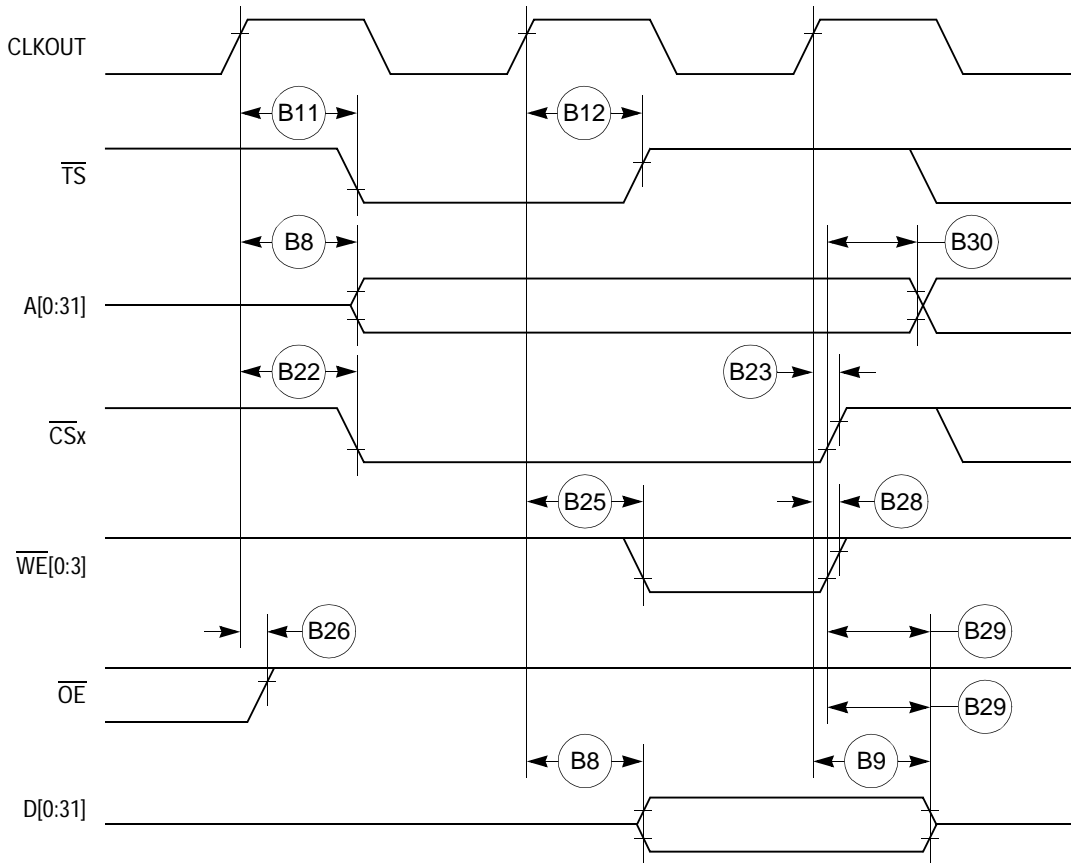 CLKOUT
B11
B12
TS
B8
B30
A[0:31]
B22
B23
CSx
B25
B28
WE[0:3]
B26
B29
OE
B29
B8
B9
D[0:31]